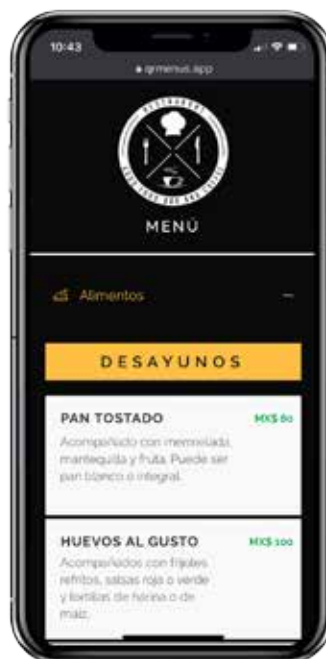 10:43
qrmenus.app
RESTAURANT
MENÚ
Alimentos
DESAYUNOS
PAN TOSTADO MX$ 80
Acompañado con mermelada,
mantequilla y fruta. Puede ser
pan blanco o integral.
HUEVOS AL GUSTO MX$ 100
Acompañados con frijoles
refritos, salsas roja o verde
y tortillas de harina o de
maíz.